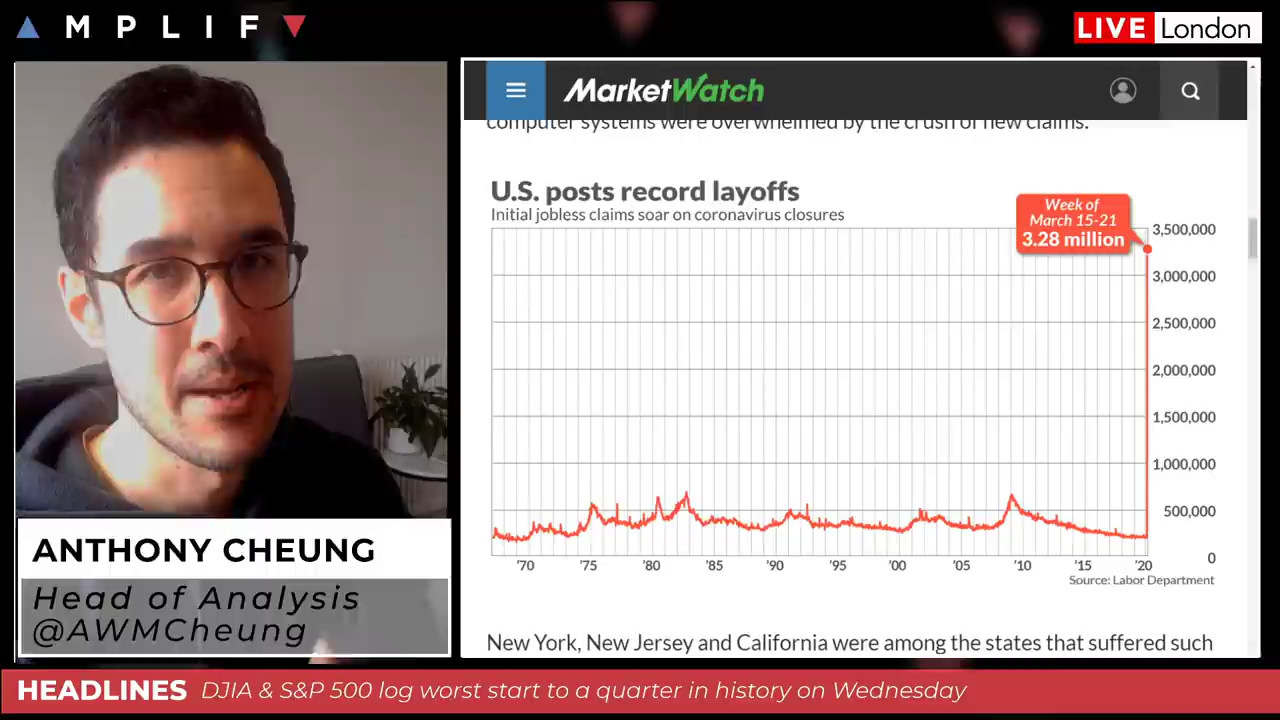 AMPLIFY
LIVE London
MarketWatch
computer systems were overwhelmed by the crush of new claims.
U.S. posts record layoffs
Initial jobless claims soar on coronavirus closures
Week of
March 15-21
3.28 million
3,500,000
3,000,000
2,500,000
2,000,000
1,500,000
1,000,000
500,000
0
'70 '75 '80 '85 '90 '95 '00 '05 '10 '15 '20
Source: Labor Department
New York, New Jersey and California were among the states that suffered such
ANTHONY CHEUNG
Head of Analysis
@AWMCheung
HEADLINES DJIA & S&P 500 log worst start to a quarter in history on Wednesday